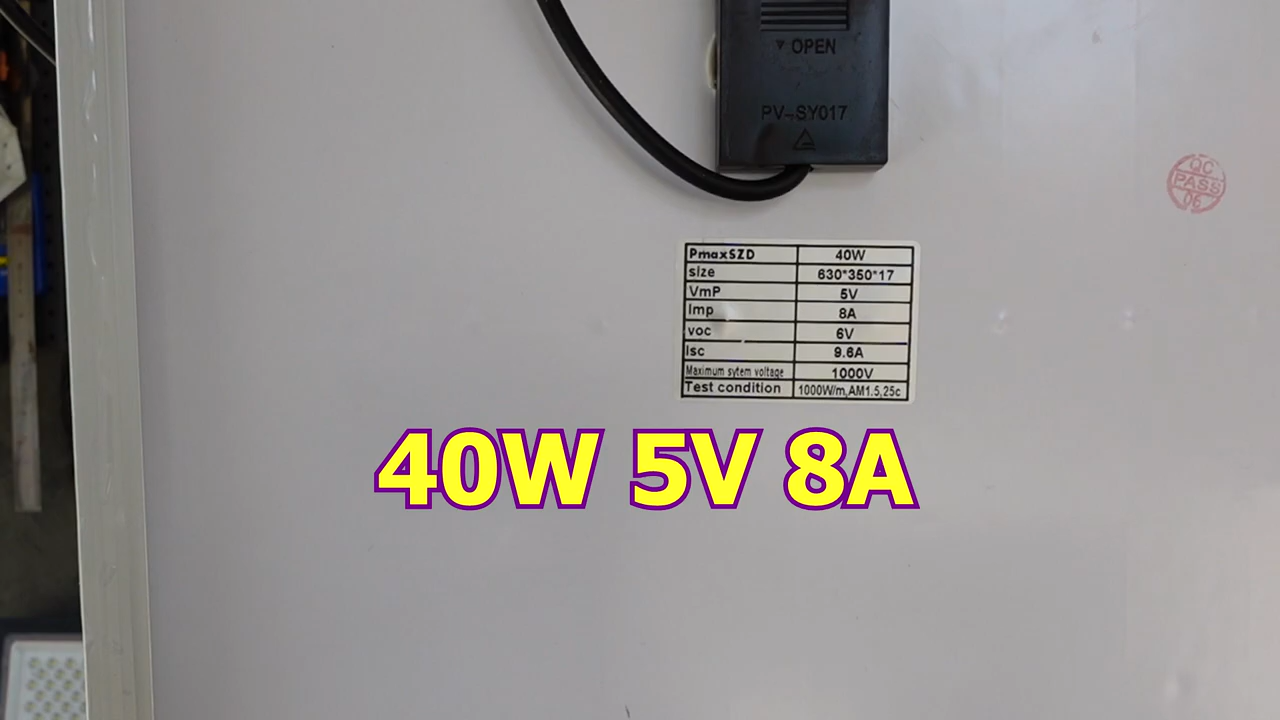 ▼ OPEN
PV-SY017
QC
PASS
06
PmaxSZD 40W
size 630*350*17
VmP 5V
Imp 8A
voc 6V
Isc 9.6A
Maximum sytem voltage 1000V
Test condition 1000W/m,AM1.5,25c
40W 5V 8A